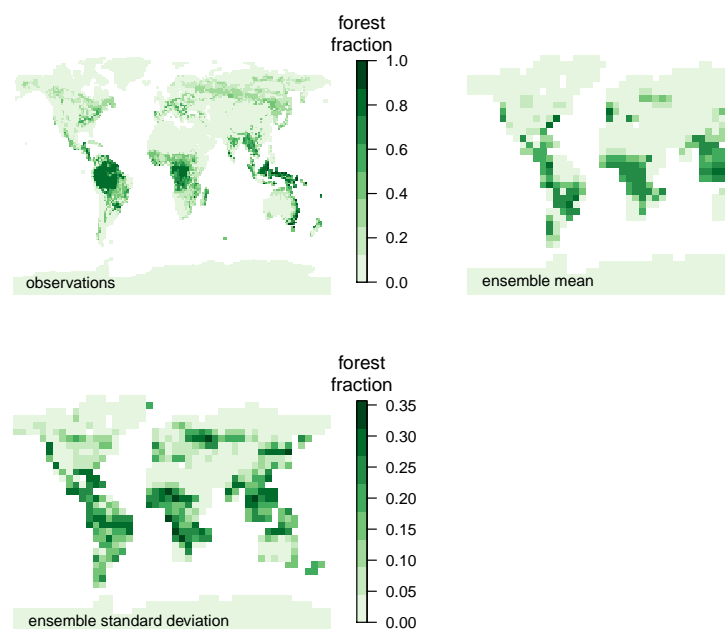 forest
fraction
1.0
0.8
0.6
0.4
0.2
0.0
observations
ensemble mean
forest
fraction
0.35
0.30
0.25
0.20
0.15
0.10
0.05
0.00
ensemble standard deviation